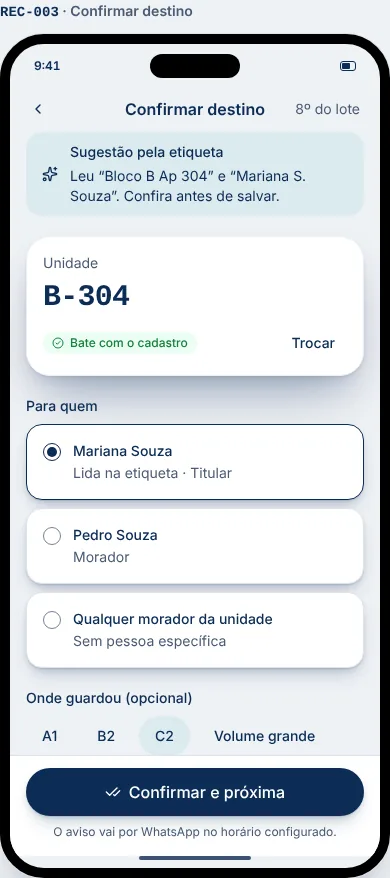 REC-003 · Confirmar destino
9:41
Confirmar destino
8º do lote
Sugestão pela etiqueta
Leu “Bloco B Ap 304” e “Mariana S.
Souza”. Confira antes de salvar.
Unidade
B-304
Bate com o cadastro
Trocar
Para quem
Mariana Souza
Lida na etiqueta · Titular
Pedro Souza
Morador
Qualquer morador da unidade
Sem pessoa específica
Onde guardou (opcional)
A1 B2 C2 Volume grande
Confirmar e próxima
O aviso vai por WhatsApp no horário configurado.